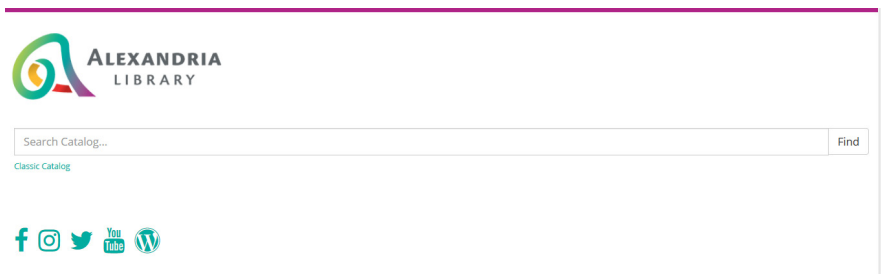 ALEXANDRIA
LIBRARY
Search Catalog...
Find
Classic Catalog
You
Tube